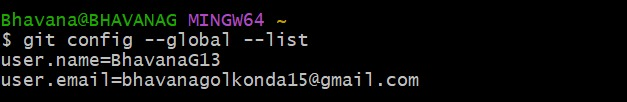 Bhavana@BHAVANAG MINGW64 ~
$ git config --global --list
user.name=BhavanaG13
user.email=bhavanagolkonda15@gmail.com